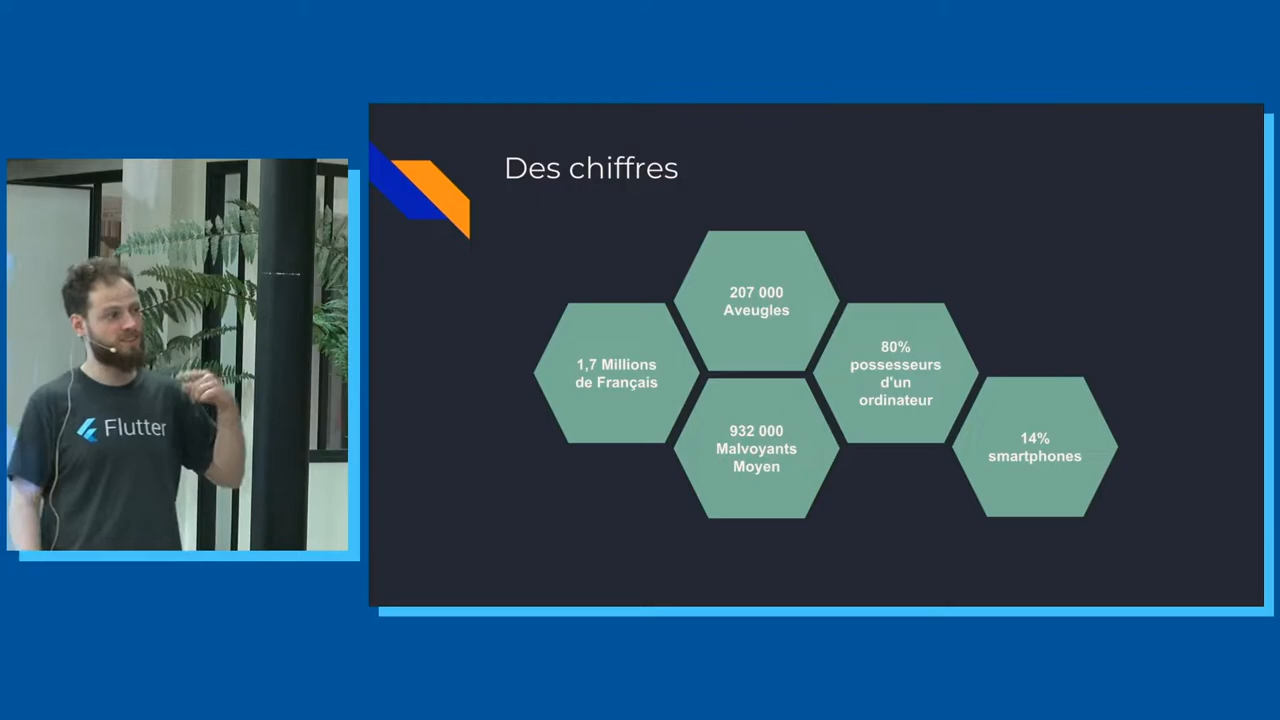 Des chiffres
207 000
Aveugles
1,7 Millions
de Français
80%
possesseurs
d'un
ordinateur
932 000
Malvoyants
Moyen
14%
smartphones
Flutter